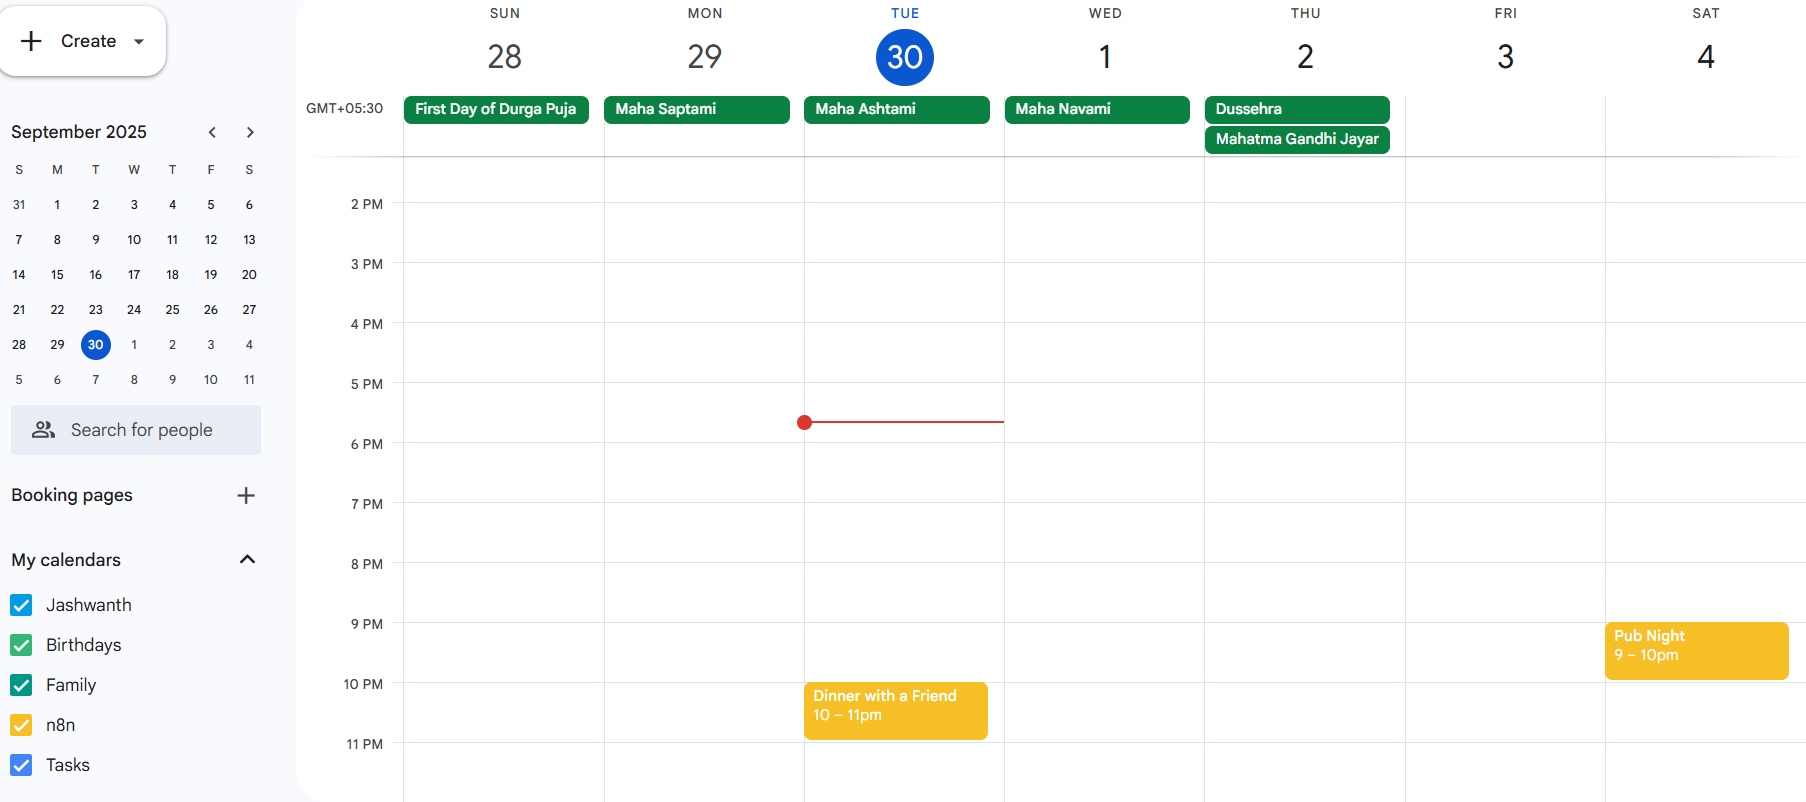 Create
September 2025
S M T W T F S
31 1 2 3 4 5 6
7 8 9 10 11 12 13
14 15 16 17 18 19 20
21 22 23 24 25 26 27
28 29 30 1 2 3 4
5 6 7 8 9 10 11
Search for people
Booking pages
My calendars
Jashwanth
Birthdays
Family
n8n
Tasks
SUN MON TUE WED THU FRI SAT
28 29 30 1 2 3 4
GMT+05:30
First Day of Durga Puja
Maha Saptami
Maha Ashtami
Maha Navami
Dussehra
Mahatma Gandhi Jayar
2 PM
3 PM
4 PM
5 PM
6 PM
7 PM
8 PM
9 PM
Pub Night
9 – 10pm
10 PM
Dinner with a Friend
10 – 11pm
11 PM